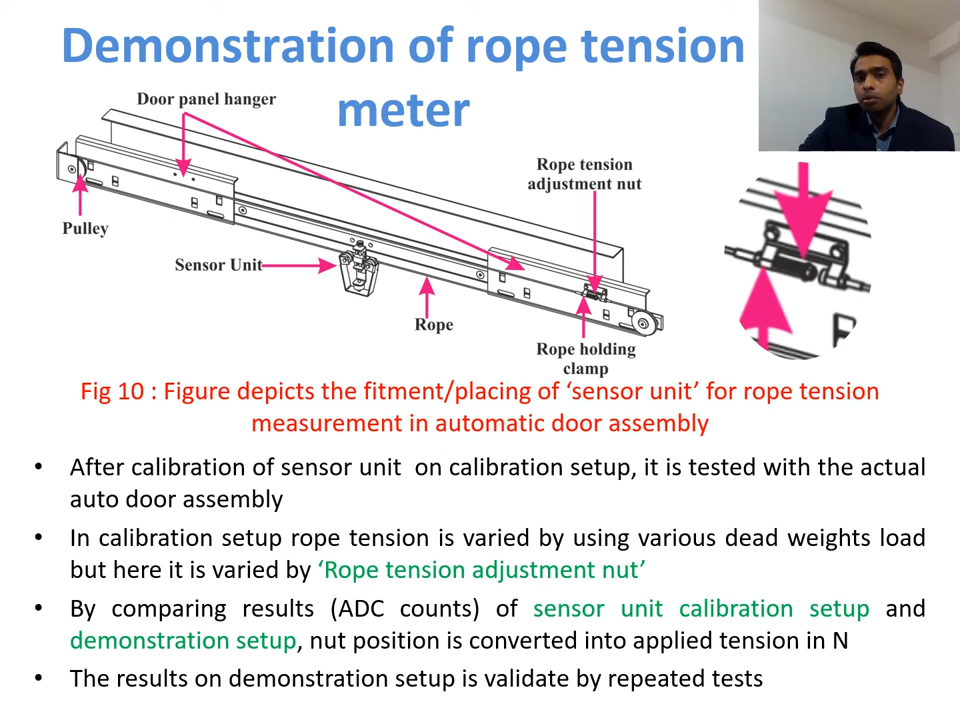 Demonstration of rope tension
meter
Door panel hanger
Rope tension
adjustment nut
Pulley
Sensor Unit
Rope
Rope holding
clamp
Fig 10 : Figure depicts the fitment/placing of ‘sensor unit’ for rope tension
measurement in automatic door assembly
• After calibration of sensor unit on calibration setup, it is tested with the actual
auto door assembly
• In calibration setup rope tension is varied by using various dead weights load
but here it is varied by ‘Rope tension adjustment nut’
• By comparing results (ADC counts) of sensor unit calibration setup and
demonstration setup, nut position is converted into applied tension in N
• The results on demonstration setup is validate by repeated tests